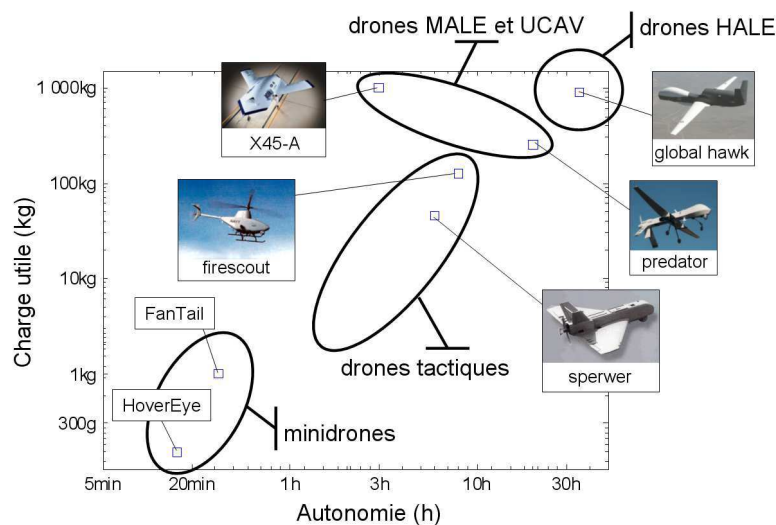 drones MALE et UCAV
drones HALE
1 000kg
100kg
10kg
1kg
300g
Charge utile (kg)
X45-A
global hawk
firescout
predator
sperwer
FanTail
HoverEye
drones tactiques
minidrones
5min
20min
1h
3h
10h
30h
Autonomie (h)